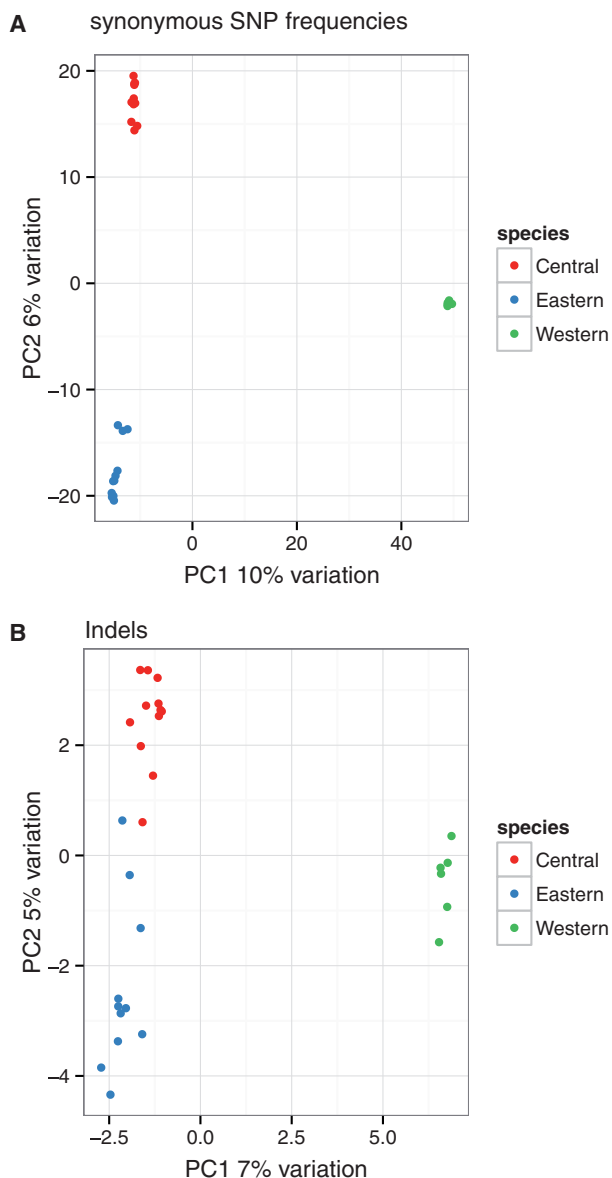 A
synonymous SNP frequencies
20
10
0
−10
−20
PC2 6% variation
0
20
40
PC1 10% variation
species
Central
Eastern
Western
B
Indels
2
0
−2
−4
PC2 5% variation
−2.5
0.0
2.5
5.0
PC1 7% variation
species
Central
Eastern
Western